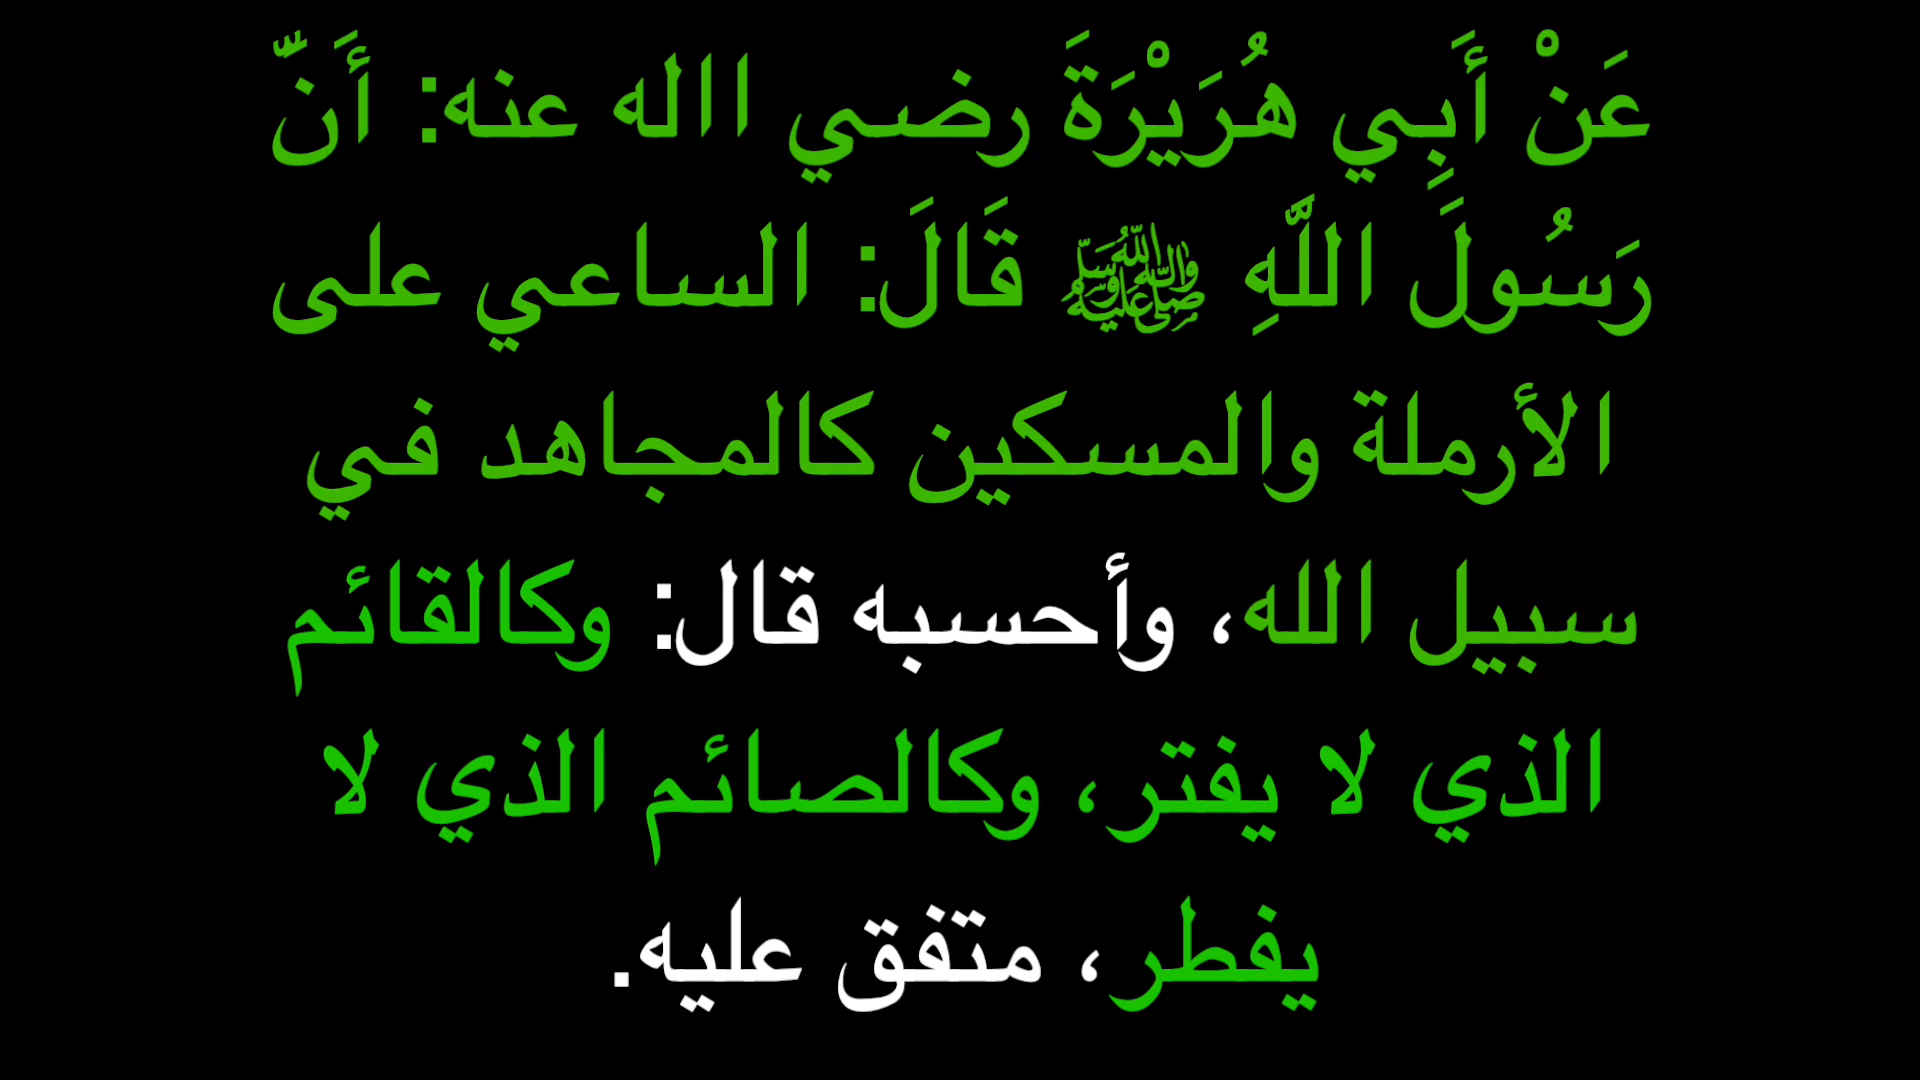 عَنْ أَبِي هُرَيْرَةَ رضي االه عنه: أَنَّ
رَسُولَ اللَّهِ ﷺ قَالَ: الساعي على
الأرملة والمسكين كالمجاهد في
سبيل الله، وأحسبه قال: وكالقائم
الذي لا يفتر، وكالصائم الذي لا
يفطر، متفق عليه.